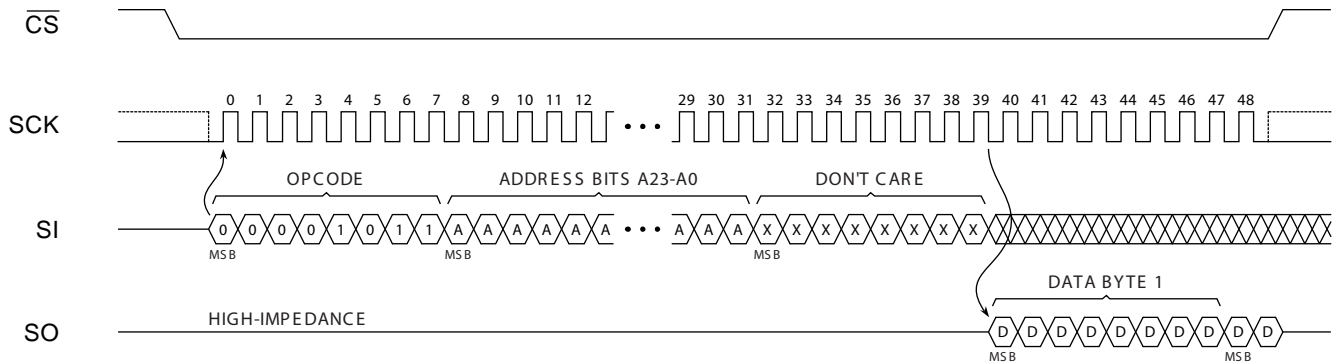 CS
SCK
0 1 2 3 4 5 6 7 8 9 10 11 12 29 30 31 32 33 34 35 36 37 38 39 40 41 42 43 44 45 46 47 48
OPCODE ADDRESS BITS A23-A0 DON'T CARE
SI
0 0 0 0 1 0 1 1 A A A A A A A A A X X X X X X X X
MSB MSB MSB
DATA BYTE 1
HIGH-IMPEDANCE
SO
D D D D D D D D D D
MSB MSB